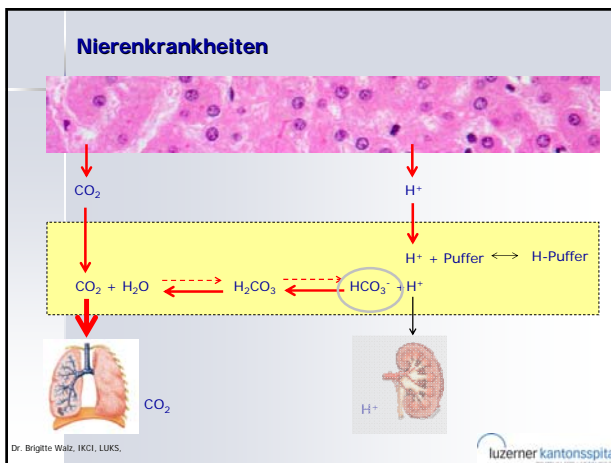 Nierenkrankheiten
CO₂ H⁺
H⁺ + Puffer ⟷ H-Puffer
CO₂ + H₂O H₂CO₃ HCO₃⁻ + H⁺
CO₂ H⁺
Dr. Brigitte Walz, IKCI, LUKS,
luzerner kantonsspita